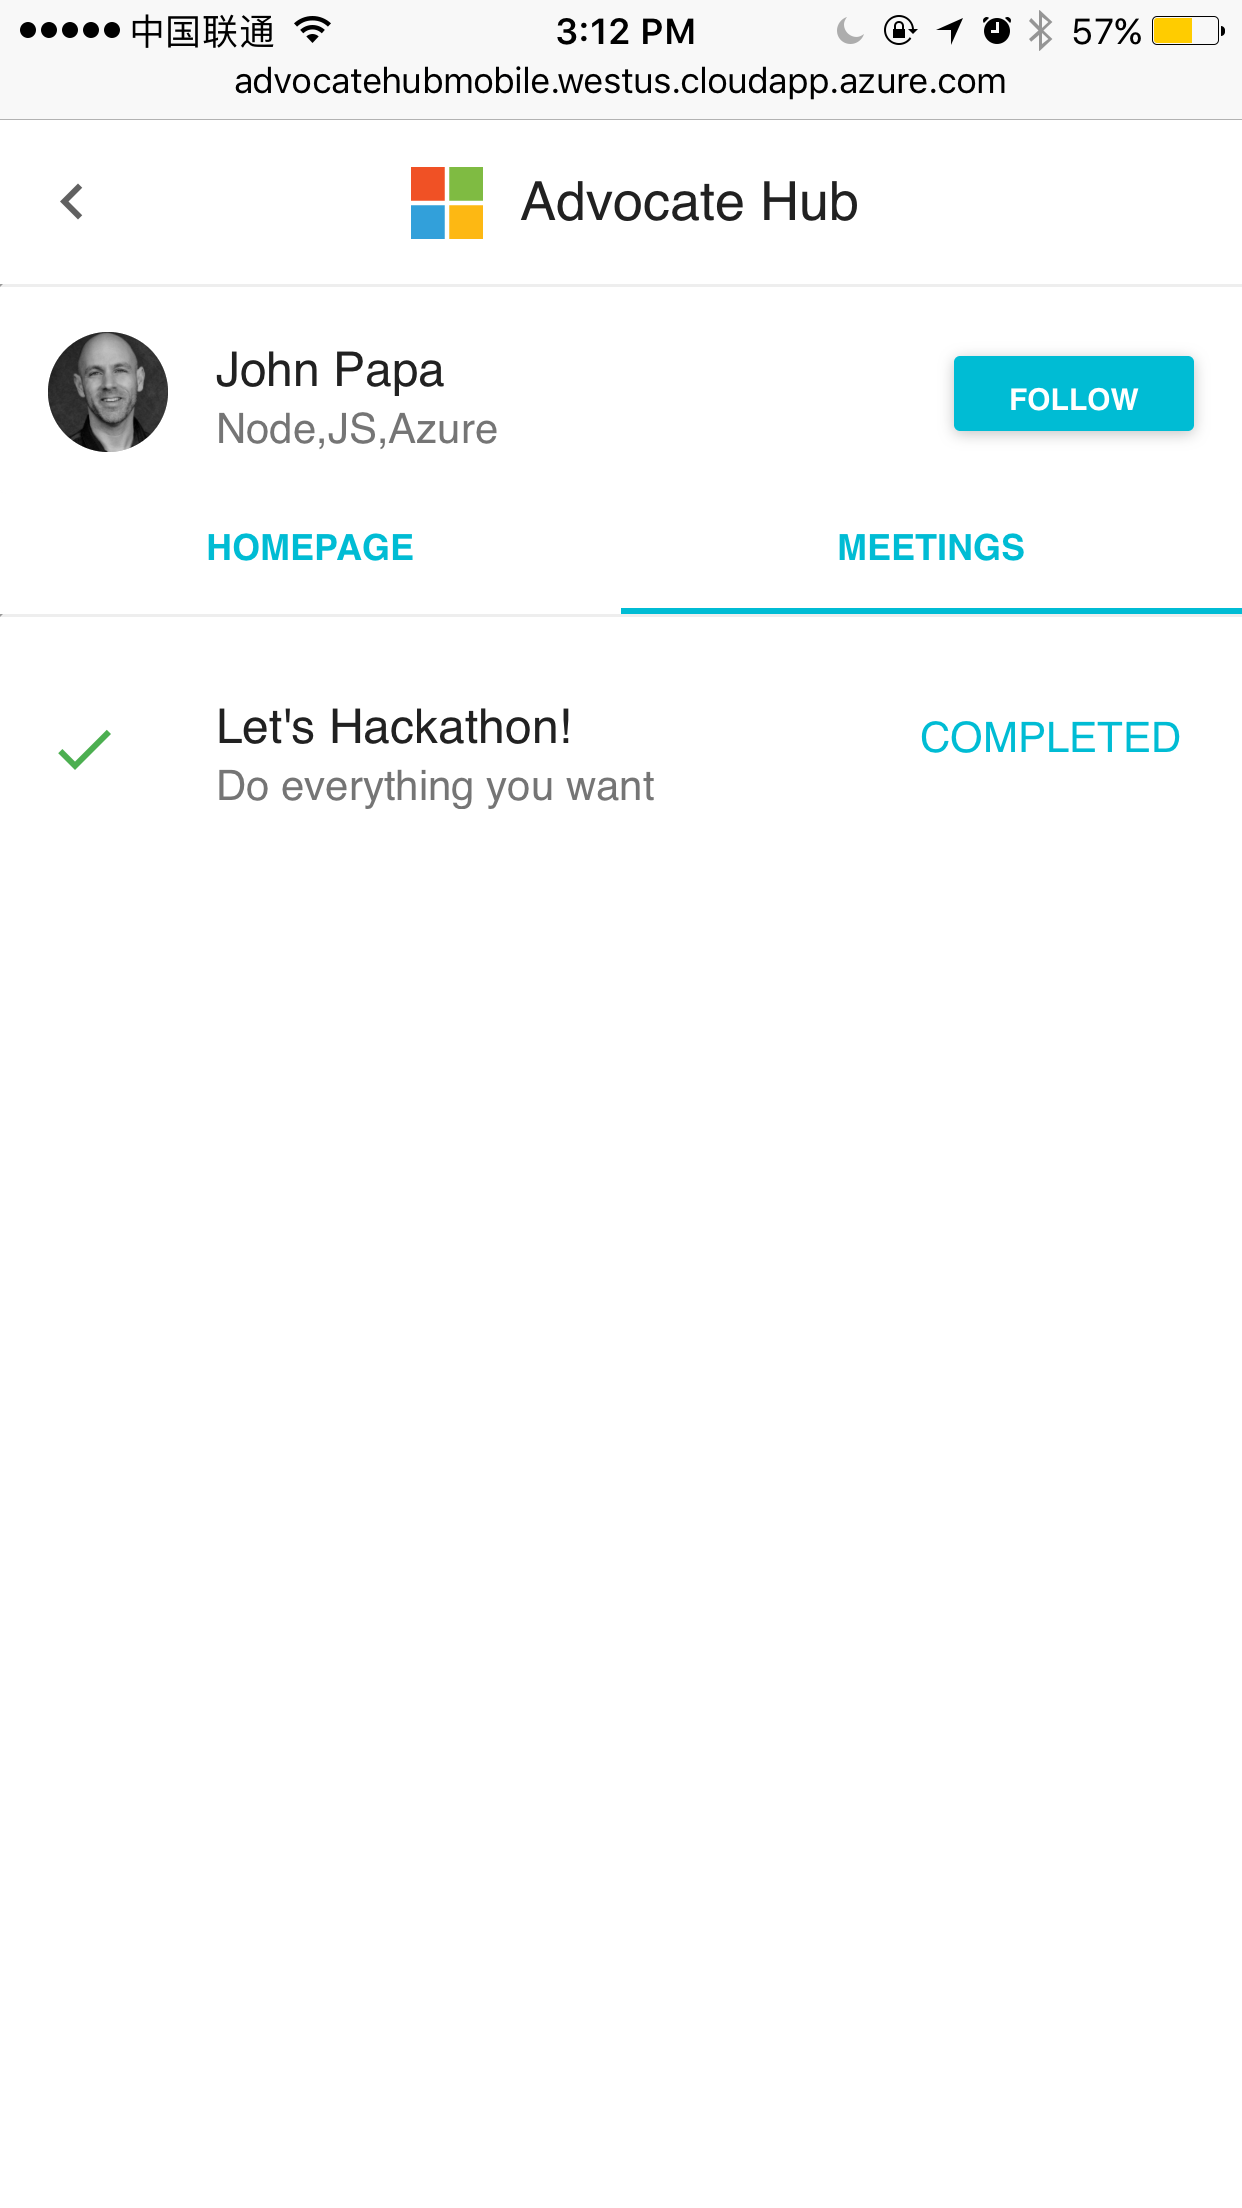 中国联通 3:12 PM 57%
advocatehubmobile.westus.cloudapp.azure.com
Advocate Hub
John Papa
Node,JS,Azure
FOLLOW
HOMEPAGE MEETINGS
Let's Hackathon!
Do everything you want
COMPLETED